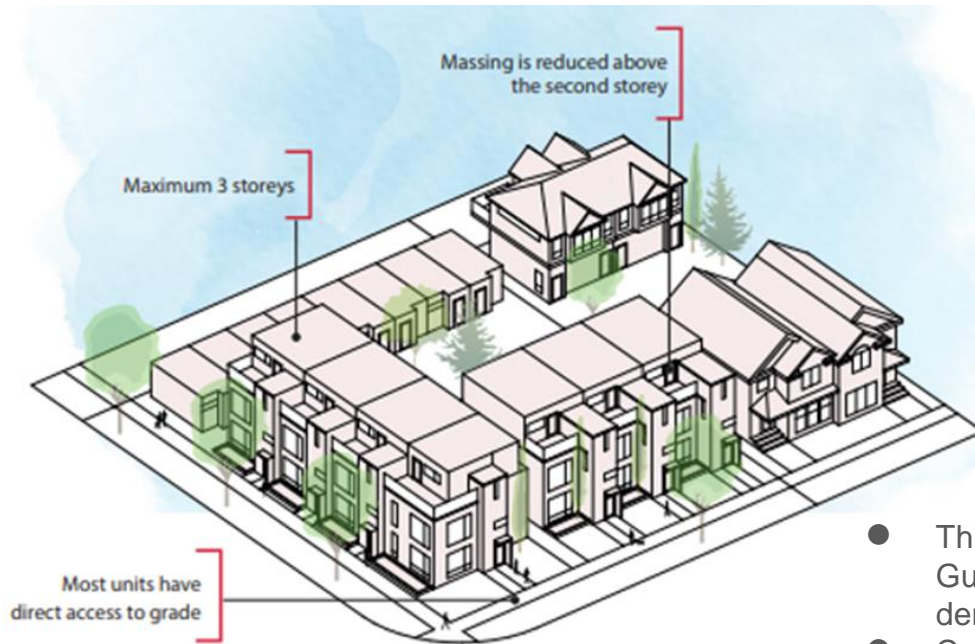 Massing is reduced above
the second storey
Maximum 3 storeys
Most units have
direct access to grade